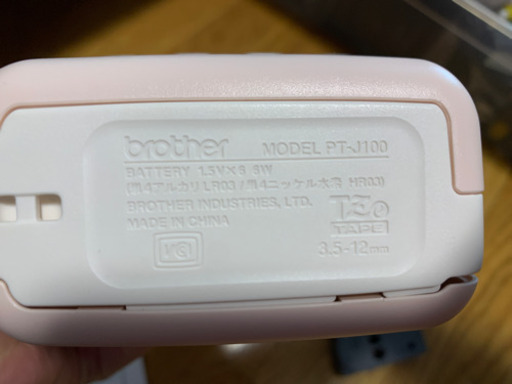 brother MODEL PT-J100
BATTERY 1.5V×6 6W
(単4アルカリ LR03 / 単4ニッケル水素 HR03)
BROTHER INDUSTRIES, LTD.
MADE IN CHINA
TZe
TAPE
3.5-12mm